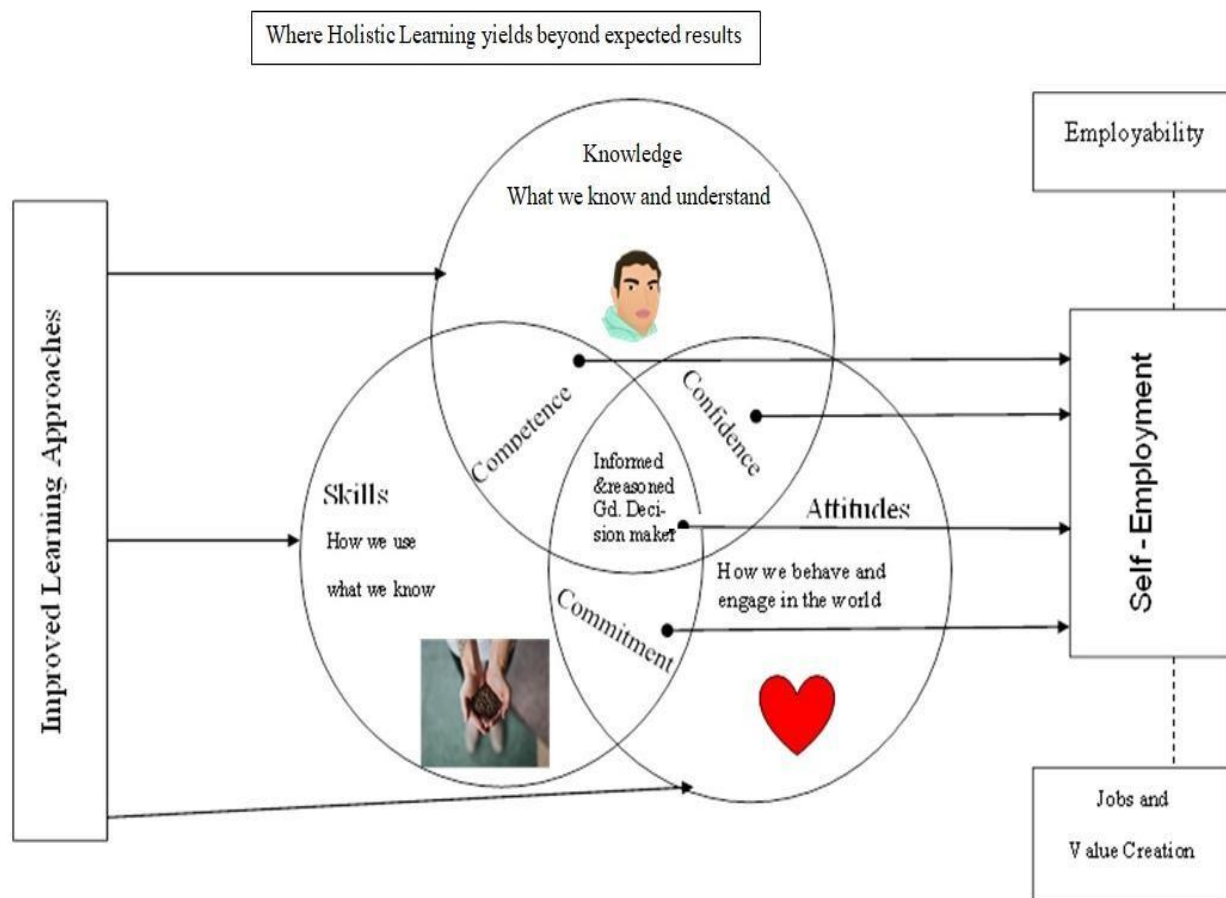 Where Holistic Learning yields beyond expected results
Employability
Knowledge
What we know and understand
Improved Learning Approaches
Competence
Confidence
Self - Employment
Informed
&reasoned
Gd. Deci-
sion maker
Skills
How we use
what we know
Attitudes
How we behave and
engage in the world
Commitment
Jobs and
Value Creation